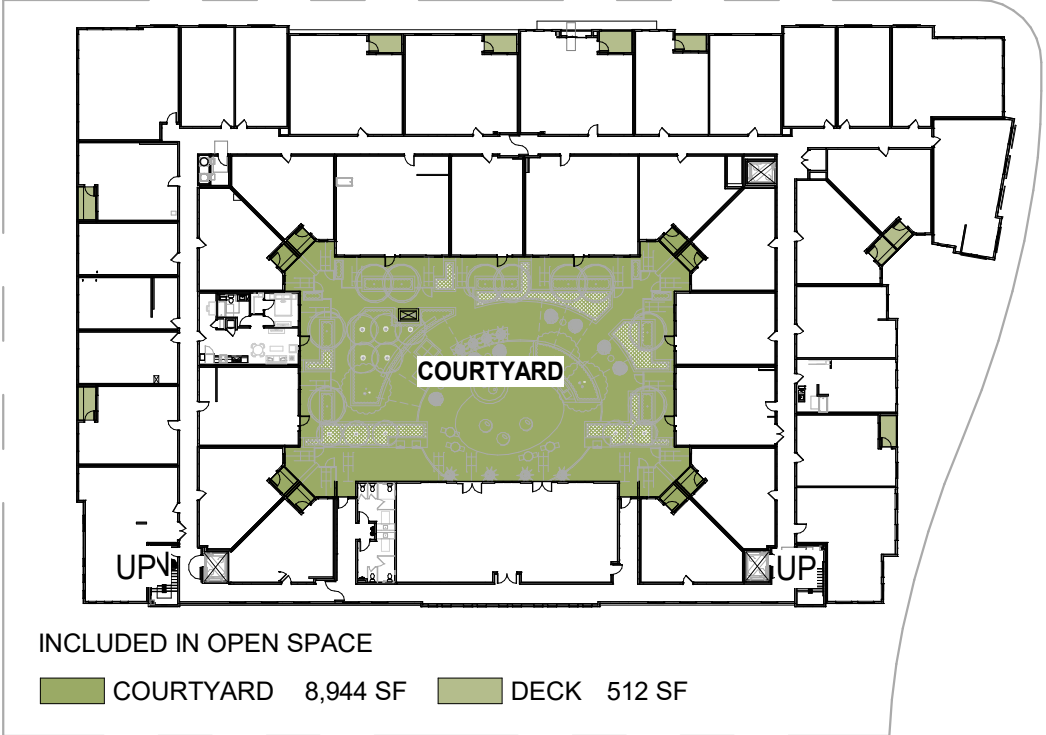 COURTYARD
UP
UP
INCLUDED IN OPEN SPACE
COURTYARD 8,944 SF DECK 512 SF